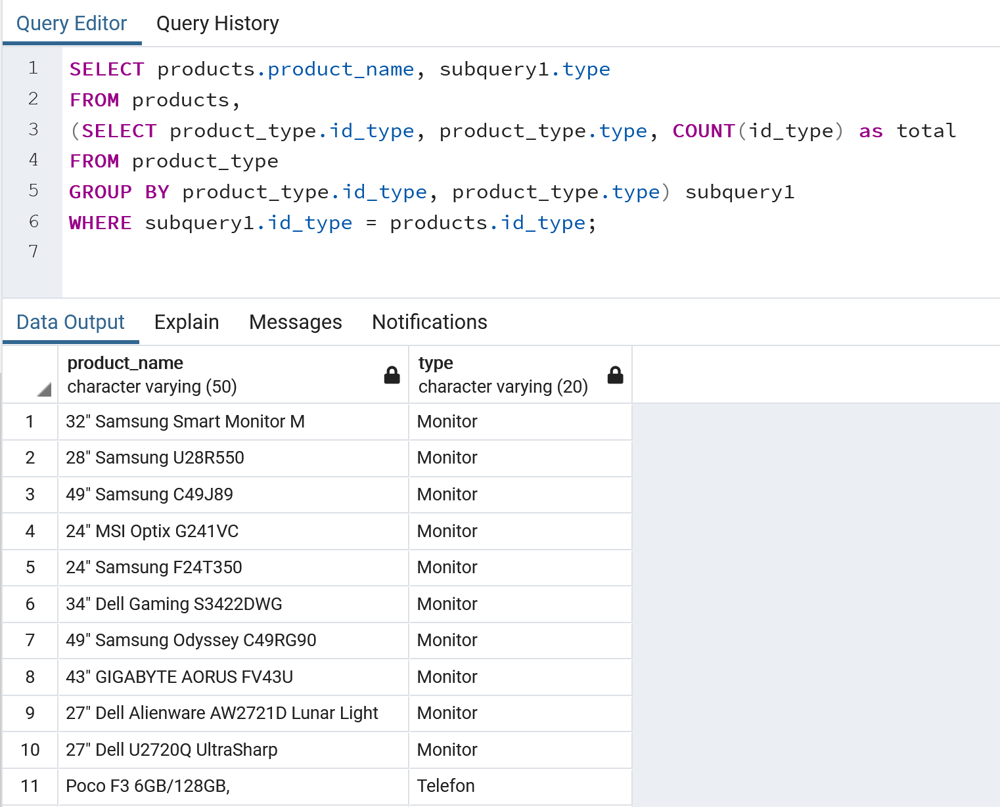 Query Editor Query History
1 SELECT products.product_name, subquery1.type
2 FROM products,
3 (SELECT product_type.id_type, product_type.type, COUNT(id_type) as total
4 FROM product_type
5 GROUP BY product_type.id_type, product_type.type) subquery1
6 WHERE subquery1.id_type = products.id_type;
7
Data Output Explain Messages Notifications
product_name type
character varying (50) character varying (20)
1 32" Samsung Smart Monitor M Monitor
2 28" Samsung U28R550 Monitor
3 49" Samsung C49J89 Monitor
4 24" MSI Optix G241VC Monitor
5 24" Samsung F24T350 Monitor
6 34" Dell Gaming S3422DWG Monitor
7 49" Samsung Odyssey C49RG90 Monitor
8 43" GIGABYTE AORUS FV43U Monitor
9 27" Dell Alienware AW2721D Lunar Light Monitor
10 27" Dell U2720Q UltraSharp Monitor
11 Poco F3 6GB/128GB, Telefon